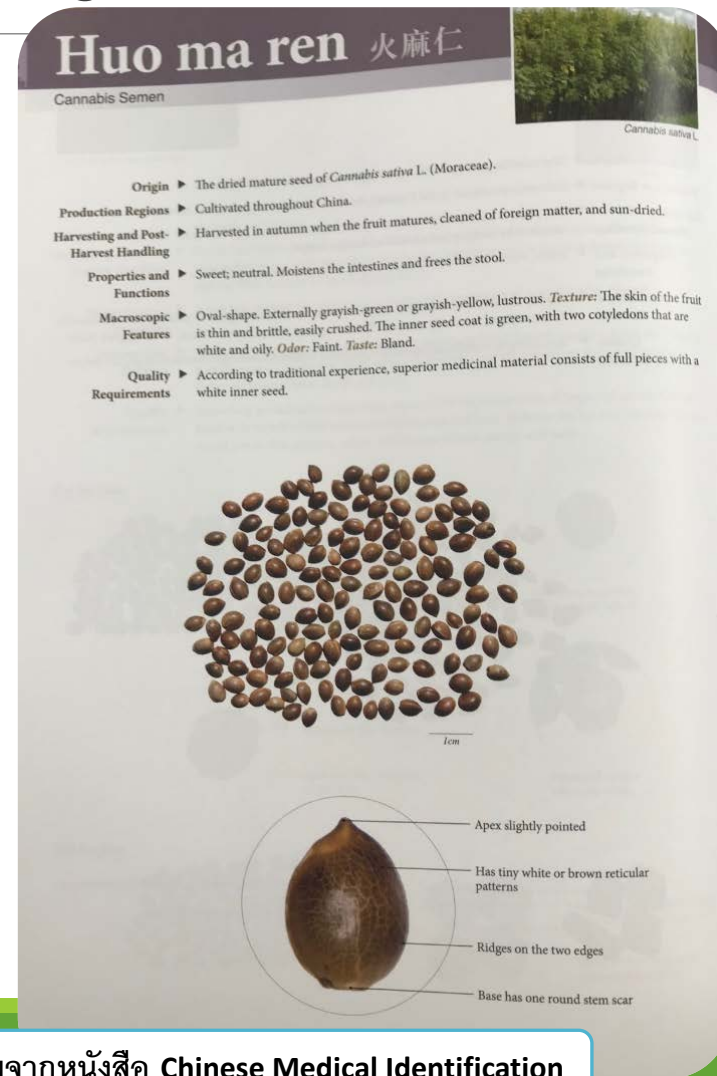 Huo ma ren 火麻仁
Cannabis Semen
Cannabis sativa L
Origin ▶ The dried mature seed of Cannabis sativa L. (Moraceae).
Production Regions ▶ Cultivated throughout China.
Harvesting and Post- ▶ Harvested in autumn when the fruit matures, cleaned of foreign matter, and sun-dried.
Harvest Handling
Properties and ▶ Sweet; neutral. Moistens the intestines and frees the stool.
Functions
Macroscopic ▶ Oval-shape. Externally grayish-green or grayish-yellow, lustrous. Texture: The skin of the fruit
Features is thin and brittle, easily crushed. The inner seed coat is green, with two cotyledons that are
white and oily. Odor: Faint. Taste: Bland.
Quality ▶ According to traditional experience, superior medicinal material consists of full pieces with a
Requirements white inner seed.
1cm
Apex slightly pointed
Has tiny white or brown reticular
patterns
Ridges on the two edges
Base has one round stem scar
จากหนังสือ Chinese Medical Identification